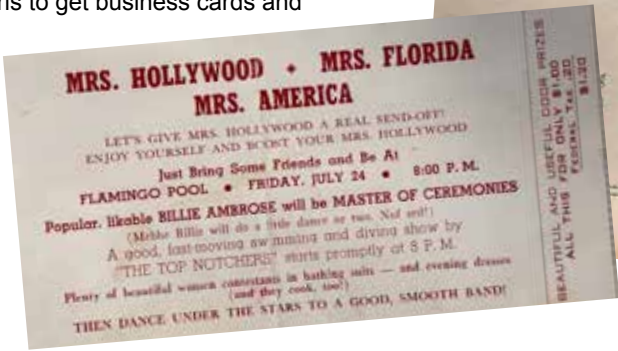 ns to get business cards and
MRS. HOLLYWOOD • MRS. FLORIDA
MRS. AMERICA
LET'S GIVE MRS. HOLLYWOOD A REAL SEND-OFF!
ENJOY YOURSELF AND BOOST YOUR MRS. HOLLYWOOD
Just Bring Some Friends and Be At
FLAMINGO POOL • FRIDAY, JULY 24 • 8:00 P. M.
Popular, likable BILLIE AMBROSE will be MASTER OF CEREMONIES
(Mebbe Billie will do a little dance or two.
A good, fast-moving swimming and diving show by
"THE TOP NOTCHERS" starts promptly at 8 P. M.
Plenty of beautiful women contestants in bathing suits — and evening dresses
(and they cook, too!)
THEN DANCE UNDER THE STARS TO A GOOD, SMOOTH BAND!
BEAUTIFUL AND USEFUL DOOR PRIZES
ALL THIS FOR ONLY $1.00
FEDERAL TAX .20
$1.20